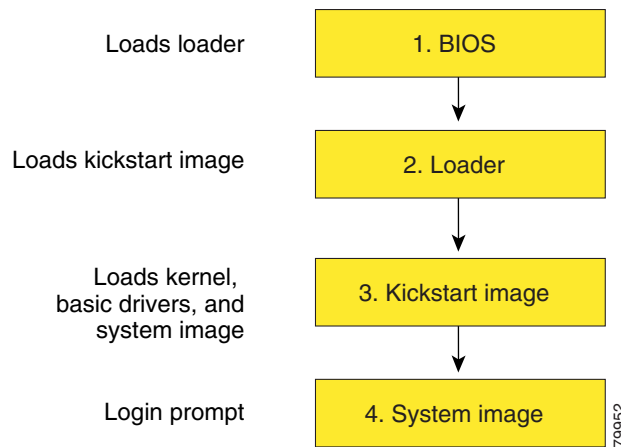 Loads loader
1. BIOS
Loads kickstart image
2. Loader
Loads kernel,
basic drivers, and
system image
3. Kickstart image
Login prompt
4. System image
79952